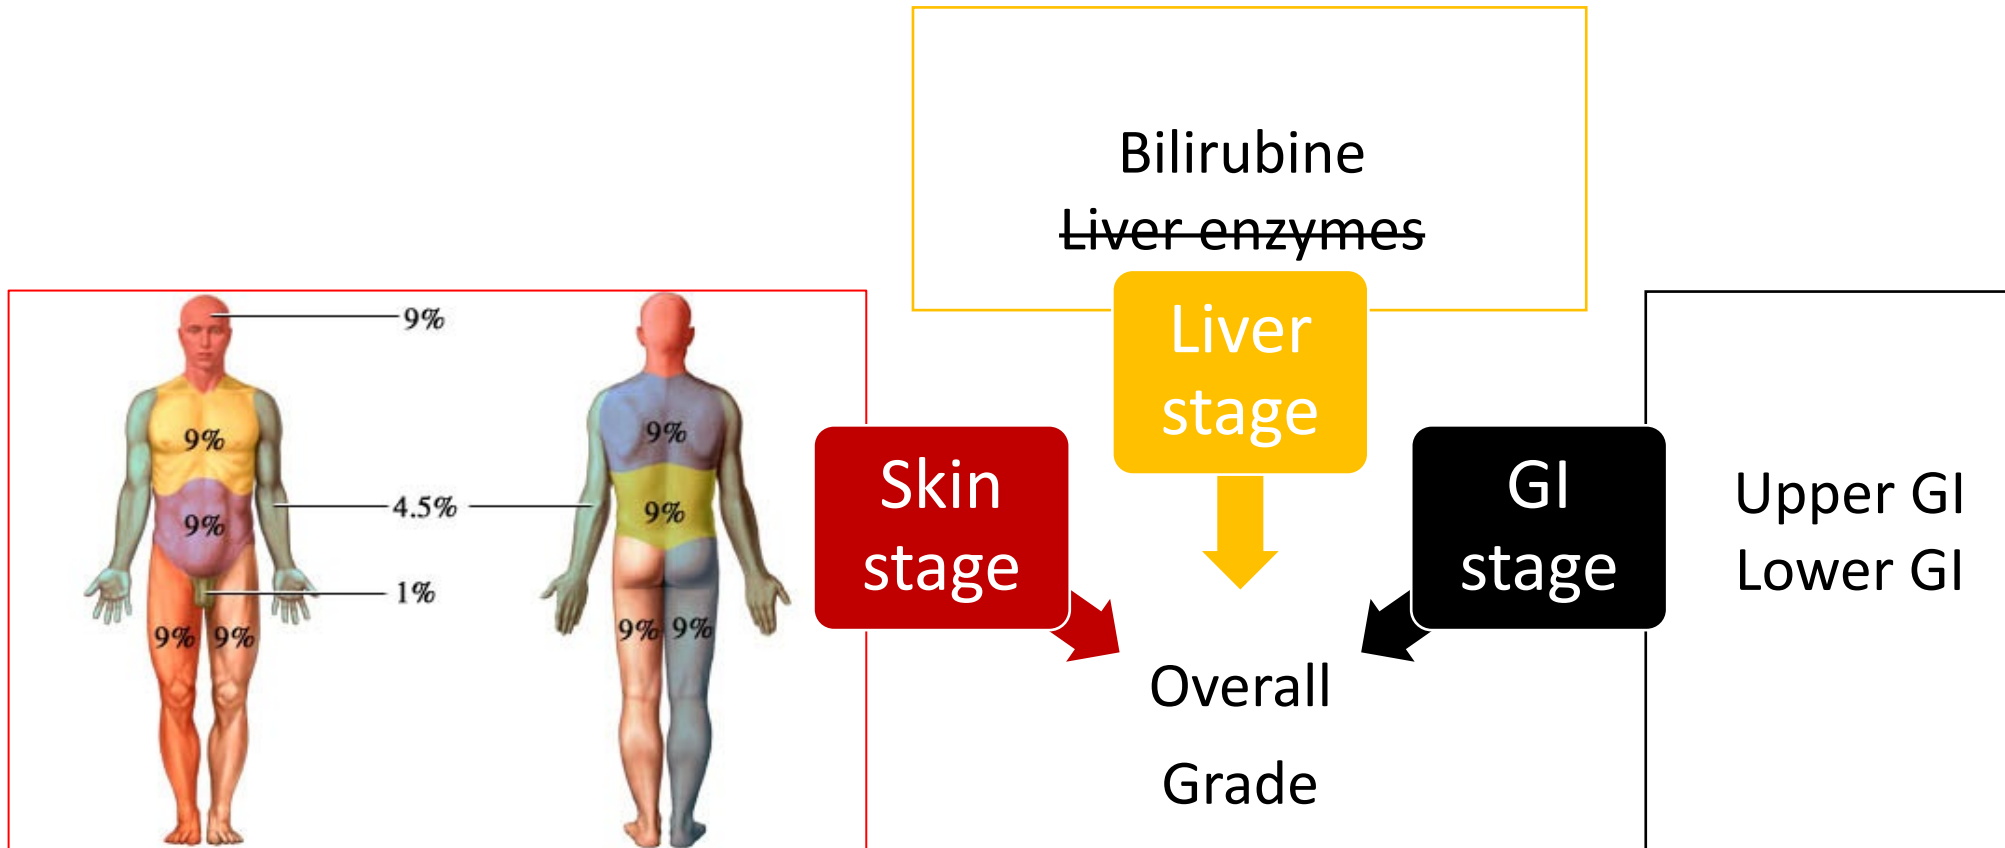 Bilirubine
Liver enzymes
Liver
stage
9%
9%
9%
4.5%
1%
9% 9%
9%
9%
9% 9%
Skin
stage
GI
stage
Upper GI
Lower GI
Overall
Grade